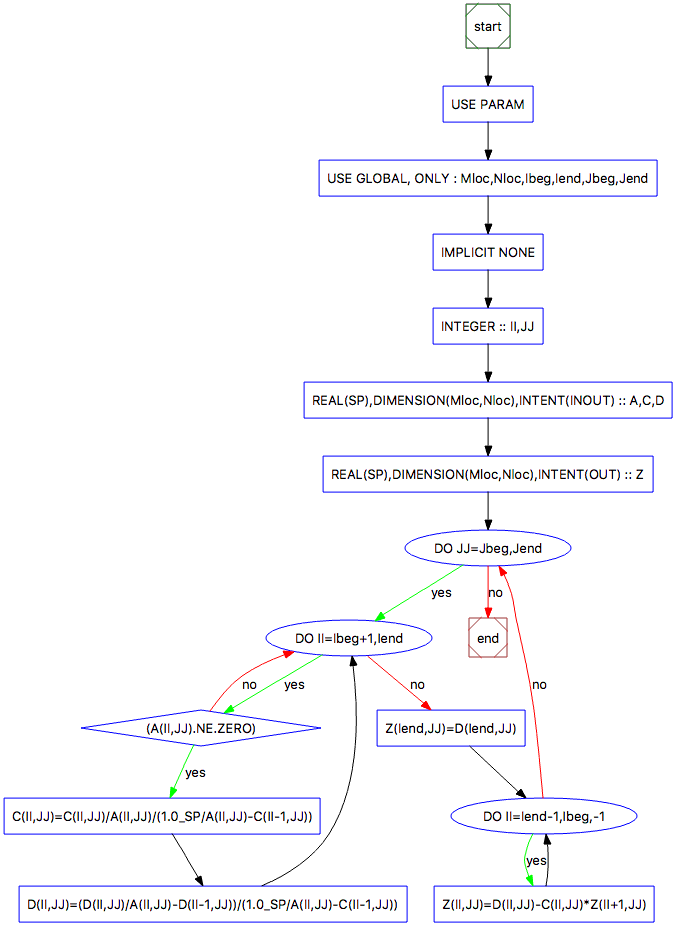 start
USE PARAM
USE GLOBAL, ONLY : Mloc,Nloc,Ibeg,Iend,Jbeg,Jend
IMPLICIT NONE
INTEGER :: II,JJ
REAL(SP),DIMENSION(Mloc,Nloc),INTENT(INOUT) :: A,C,D
REAL(SP),DIMENSION(Mloc,Nloc),INTENT(OUT) :: Z
DO JJ=Jbeg,Jend
yes
no
end
DO II=Ibeg+1,Iend
no
yes
no
no
(A(II,JJ).NE.ZERO)
Z(Iend,JJ)=D(Iend,JJ)
yes
C(II,JJ)=C(II,JJ)/A(II,JJ)/(1.0_SP/A(II,JJ)-C(II-1,JJ))
DO II=Iend-1,Ibeg,-1
yes
D(II,JJ)=(D(II,JJ)/A(II,JJ)-D(II-1,JJ))/(1.0_SP/A(II,JJ)-C(II-1,JJ))
Z(II,JJ)=D(II,JJ)-C(II,JJ)*Z(II+1,JJ)